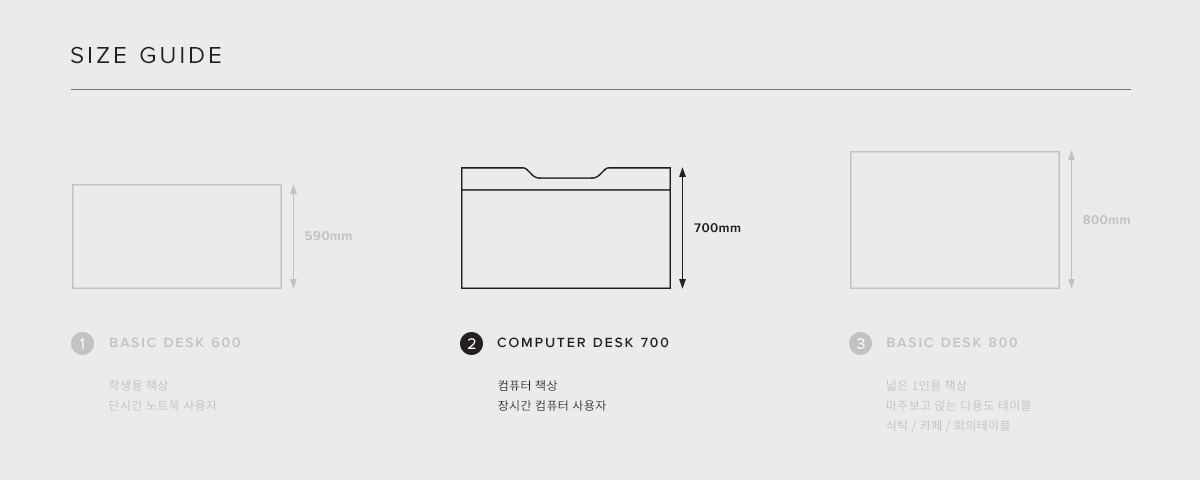 SIZE GUIDE
590mm
700mm
800mm
1 BASIC DESK 600
학생용 책상
단시간 노트북 사용자
2 COMPUTER DESK 700
컴퓨터 책상
장시간 컴퓨터 사용자
3 BASIC DESK 800
넓은 1인용 책상
마주보고 앉는 다용도 테이블
식탁 / 카페 / 회의테이블